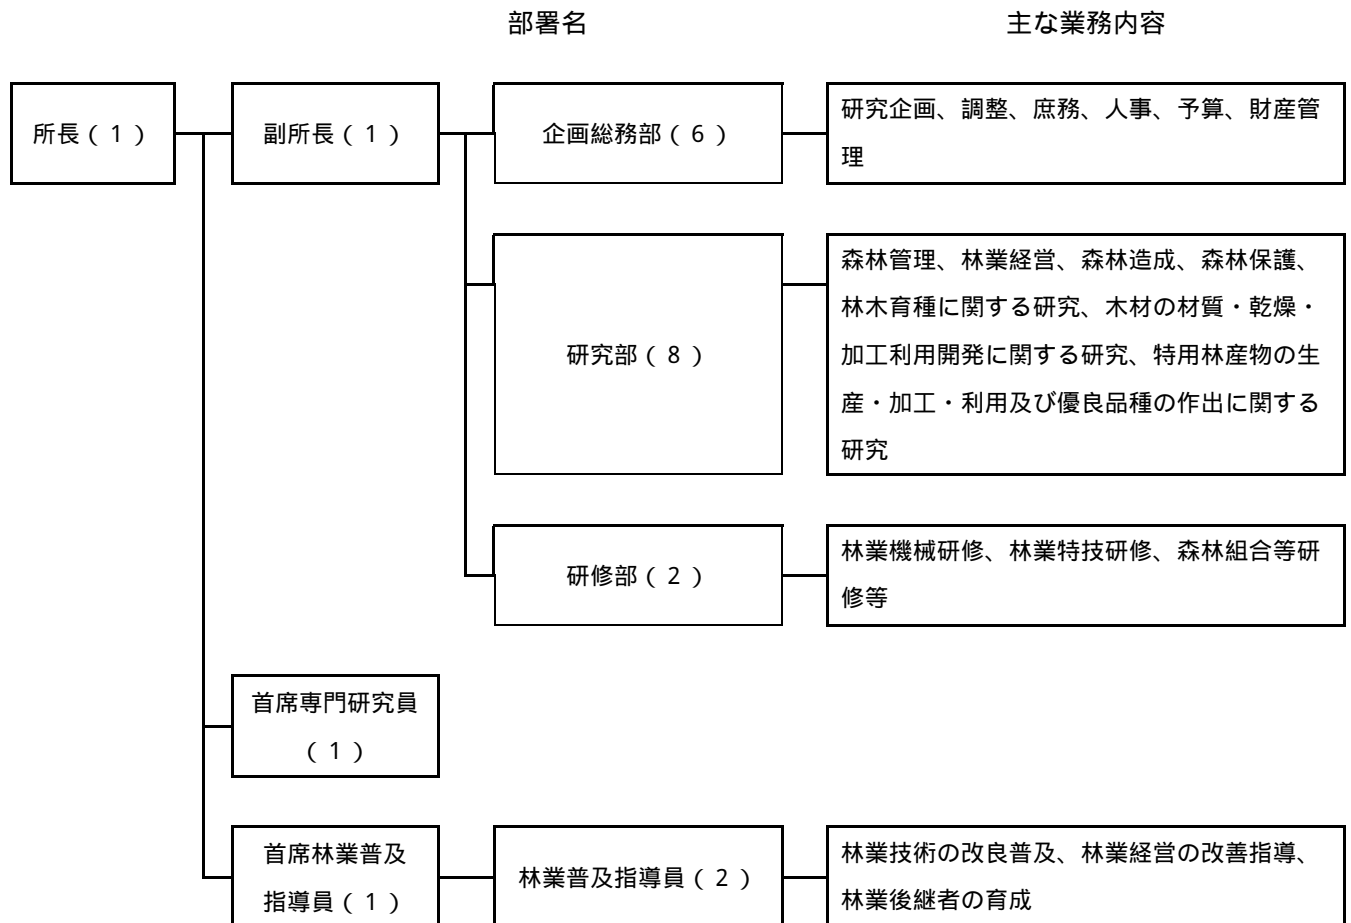 部署名
主な業務内容
所長(1)
副所長(1)
企画総務部(6)
研究企画、調整、庶務、人事、予算、財産管
理
研究部(8)
森林管理、林業経営、森林造成、森林保護、
林木育種に関する研究、木材の材質・乾燥・
加工利用開発に関する研究、特用林産物の生
産・加工・利用及び優良品種の作出に関する
研究
研修部(2)
林業機械研修、林業特技研修、森林組合等研
修等
首席専門研究員
(1)
首席林業普及
指導員(1)
林業普及指導員(2)
林業技術の改良普及、林業経営の改善指導、
林業後継者の育成